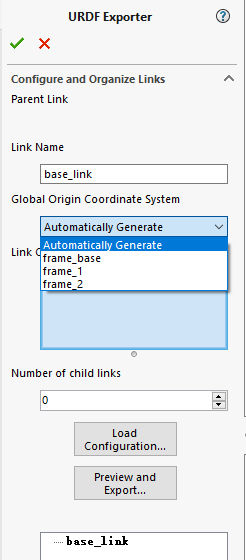 URDF Exporter
Configure and Organize Links
Parent Link
Link Name
base_link
Global Origin Coordinate System
Automatically Generate
Automatically Generate
frame_base
frame_1
frame_2
Link
Number of child links
0
Load
Configuration...
Preview and
Export...
base_link